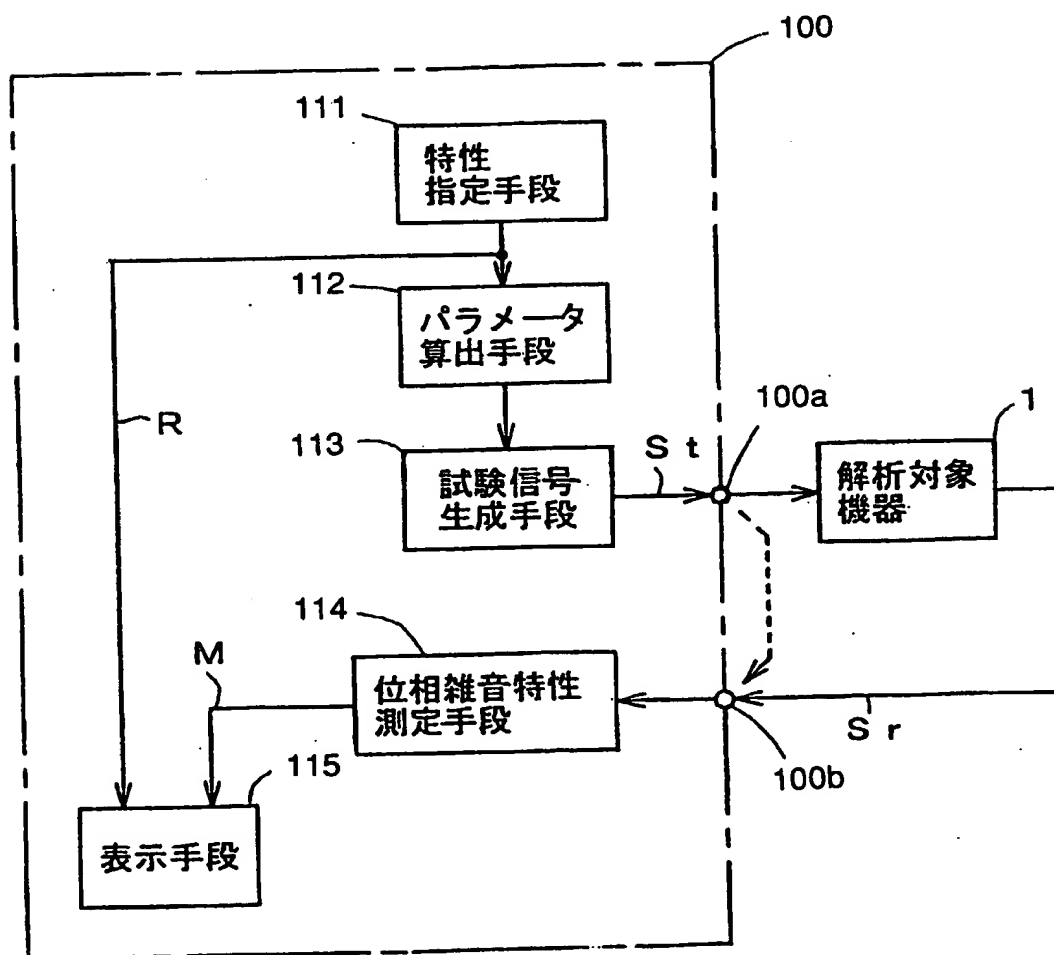 100
111
特性
指定手段
112
パラメータ
算出手段
R
113
試験信号
生成手段
St
100a
1
解析対象
機器
114
M
位相雑音特性
測定手段
Sr
100b
115
表示手段